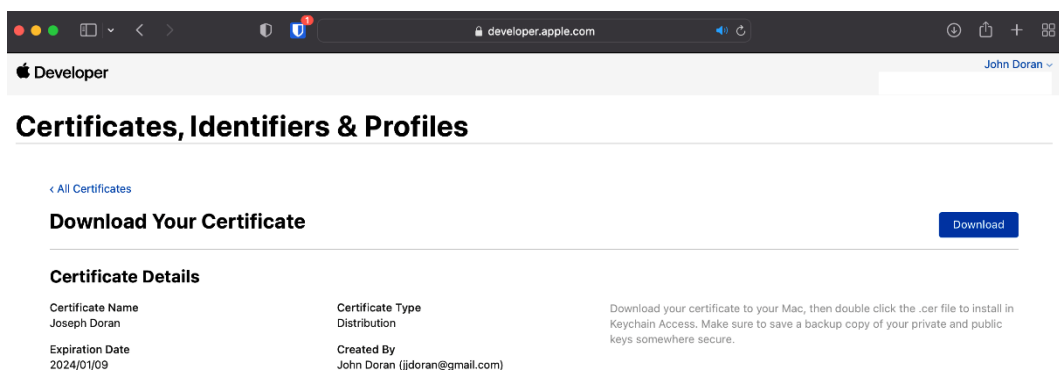 1
developer.apple.com
Developer
John Doran
Certificates, Identifiers & Profiles
‹ All Certificates
Download Your Certificate
Download
Certificate Details
Certificate Name
Joseph Doran
Certificate Type
Distribution
Download your certificate to your Mac, then double click the .cer file to install in
Keychain Access. Make sure to save a backup copy of your private and public
keys somewhere secure.
Expiration Date
2024/01/09
Created By
John Doran (jjdoran@gmail.com)